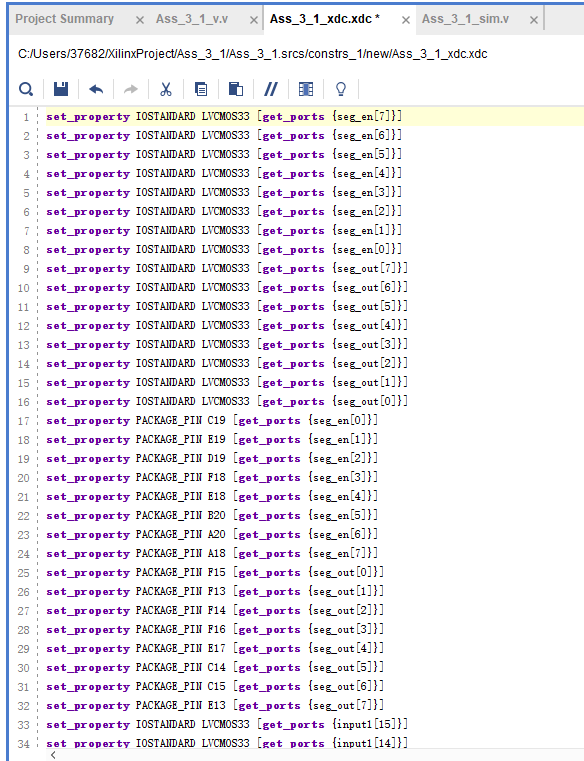 Project Summary × Ass_3_1_v.v × Ass_3_1_xdc.xdc * × Ass_3_1_sim.v ×
C:/Users/37682/XilinxProject/Ass_3_1/Ass_3_1.srcs/constrs_1/new/Ass_3_1_xdc.xdc
1 set_property IOSTANDARD LVCMOS33 [get_ports {seg_en[7]}]
2 set_property IOSTANDARD LVCMOS33 [get_ports {seg_en[6]}]
3 set_property IOSTANDARD LVCMOS33 [get_ports {seg_en[5]}]
4 set_property IOSTANDARD LVCMOS33 [get_ports {seg_en[4]}]
5 set_property IOSTANDARD LVCMOS33 [get_ports {seg_en[3]}]
6 set_property IOSTANDARD LVCMOS33 [get_ports {seg_en[2]}]
7 set_property IOSTANDARD LVCMOS33 [get_ports {seg_en[1]}]
8 set_property IOSTANDARD LVCMOS33 [get_ports {seg_en[0]}]
9 set_property IOSTANDARD LVCMOS33 [get_ports {seg_out[7]}]
10 set_property IOSTANDARD LVCMOS33 [get_ports {seg_out[6]}]
11 set_property IOSTANDARD LVCMOS33 [get_ports {seg_out[5]}]
12 set_property IOSTANDARD LVCMOS33 [get_ports {seg_out[4]}]
13 set_property IOSTANDARD LVCMOS33 [get_ports {seg_out[3]}]
14 set_property IOSTANDARD LVCMOS33 [get_ports {seg_out[2]}]
15 set_property IOSTANDARD LVCMOS33 [get_ports {seg_out[1]}]
16 set_property IOSTANDARD LVCMOS33 [get_ports {seg_out[0]}]
17 set_property PACKAGE_PIN C19 [get_ports {seg_en[0]}]
18 set_property PACKAGE_PIN E19 [get_ports {seg_en[1]}]
19 set_property PACKAGE_PIN D19 [get_ports {seg_en[2]}]
20 set_property PACKAGE_PIN F18 [get_ports {seg_en[3]}]
21 set_property PACKAGE_PIN E18 [get_ports {seg_en[4]}]
22 set_property PACKAGE_PIN B20 [get_ports {seg_en[5]}]
23 set_property PACKAGE_PIN A20 [get_ports {seg_en[6]}]
24 set_property PACKAGE_PIN A18 [get_ports {seg_en[7]}]
25 set_property PACKAGE_PIN F15 [get_ports {seg_out[0]}]
26 set_property PACKAGE_PIN F13 [get_ports {seg_out[1]}]
27 set_property PACKAGE_PIN F14 [get_ports {seg_out[2]}]
28 set_property PACKAGE_PIN F16 [get_ports {seg_out[3]}]
29 set_property PACKAGE_PIN E17 [get_ports {seg_out[4]}]
30 set_property PACKAGE_PIN C14 [get_ports {seg_out[5]}]
31 set_property PACKAGE_PIN C15 [get_ports {seg_out[6]}]
32 set_property PACKAGE_PIN E13 [get_ports {seg_out[7]}]
33 set_property IOSTANDARD LVCMOS33 [get_ports {input1[15]}]
34 set_property IOSTANDARD LVCMOS33 [get_ports {input1[14]}]